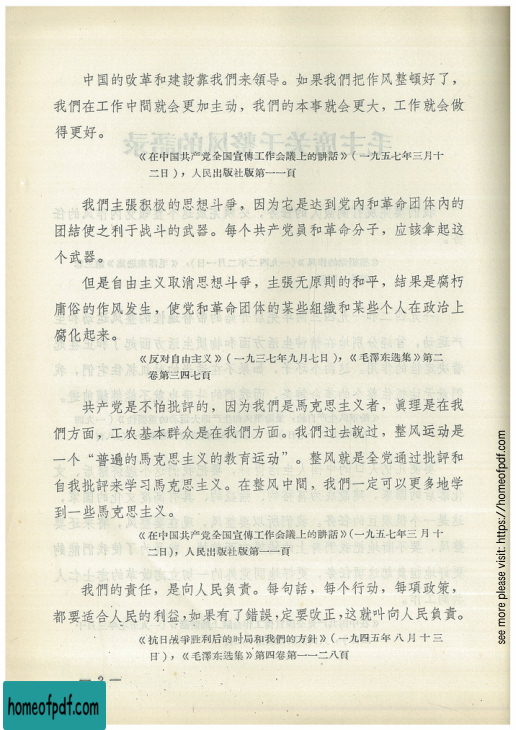 中国的改革和建設靠我們来領导。如果我們把作风整頓好了，
我們在工作中間就会更加主动，我們的本事就会更大，工作就会做
得更好。
《在中国共产党全国宣傳工作会議上的講話》（一九五七年三月十
二日），人民出版社版第一一頁
我們主張积极的思想斗爭，因为它是达到党內和革命团体內的
团結使之利于战斗的武器。每个共产党員和革命分子，应該拿起这
个武器。
但是自由主义取消思想斗爭，主張无原則的和平，結果是腐朽
庸俗的作风发生，使党和革命团体的某些組織和某些个人在政治上
腐化起来。
《反对自由主义》（一九三七年九月七日），《毛澤东选集》第二
卷第三四七頁
共产党是不怕批評的，因为我們是馬克思主义者，眞理是在我
們方面，工农基本群众是在我們方面。我們过去說过，整风运动是
一个“普遍的馬克思主义的教育运动”。整风就是全党通过批評和
自我批評来学习馬克思主义。在整风中間，我們一定可以更多地学
到一些馬克思主义。
《在中国共产党全国宣傳工作会議上的講話》（一九五七年三月十
二日），人民出版社版第一一頁
我們的責任，是向人民負責。每句話，每个行动，每項政策，
都要适合人民的利益，如果有了錯誤，定要改正，这就叫向人民負責。
《抗日战爭胜利后的时局和我們的方針》（一九四五年八月十三
日），《毛澤东选集》第四卷第一一二八頁
— 2 —
homeofpdf.com
see more please visit: https://homeofpdf.com